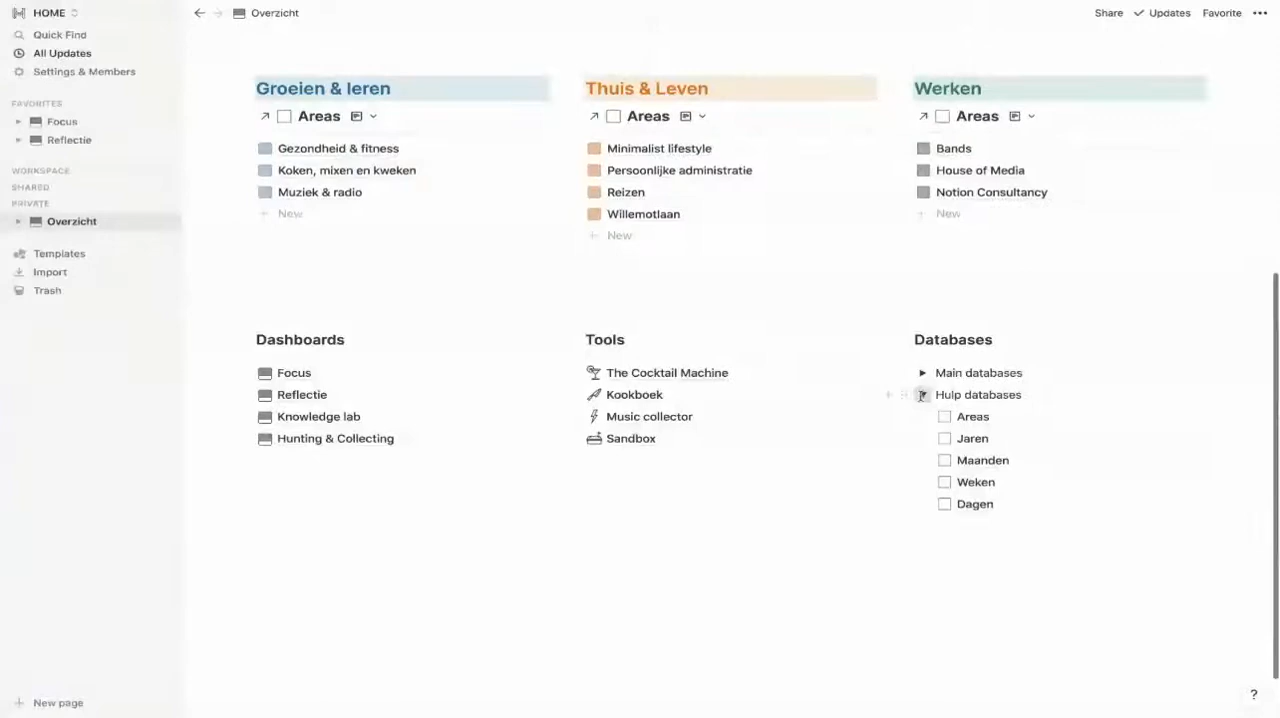 HOME
Quick Find
All Updates
Settings & Members
FAVORITES
Focus
Reflectie
WORKSPACE
SHARED
PRIVATE
Overzicht
Templates
Import
Trash
New page
Overzicht
Share
Updates
Favorite
Groeien & leren
Areas
Gezondheid & fitness
Koken, mixen en kweken
Muziek & radio
New
Thuis & Leven
Areas
Minimalist lifestyle
Persoonlijke administratie
Reizen
Willemotlaan
New
Werken
Areas
Bands
House of Media
Notion Consultancy
New
Dashboards
Focus
Reflectie
Knowledge lab
Hunting & Collecting
Tools
The Cocktail Machine
Kookboek
Music collector
Sandbox
Databases
Main databases
Hulp databases
Areas
Jaren
Maanden
Weken
Dagen
?